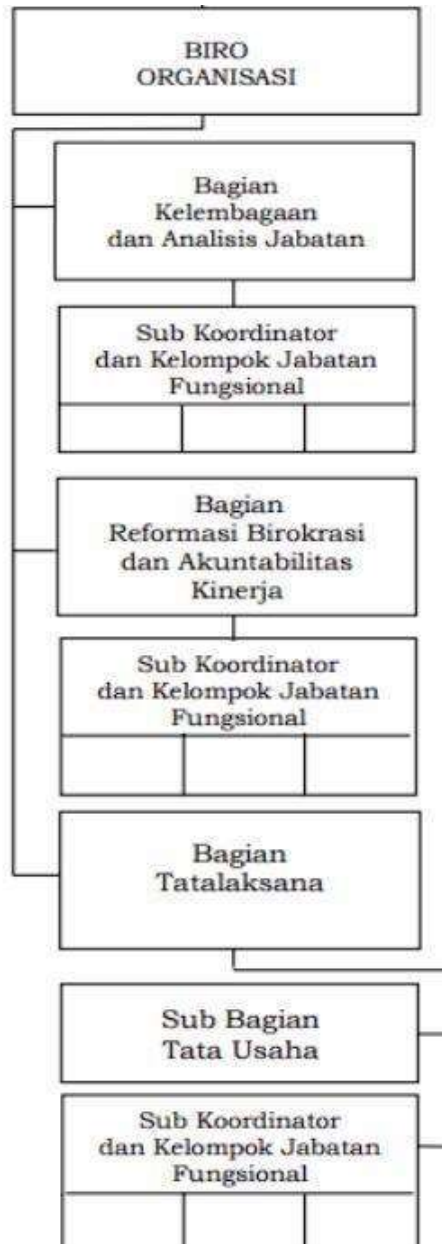 BIRO
ORGANISASI
Bagian
Kelembagaan
dan Analisis Jabatan
Sub Koordinator
dan Kelompok Jabatan
Fungsional
Bagian
Reformasi Birokrasi
dan Akuntabilitas
Kinerja
Sub Koordinator
dan Kelompok Jabatan
Fungsional
Bagian
Tatalaksana
Sub Bagian
Tata Usaha
Sub Koordinator
dan Kelompok Jabatan
Fungsional